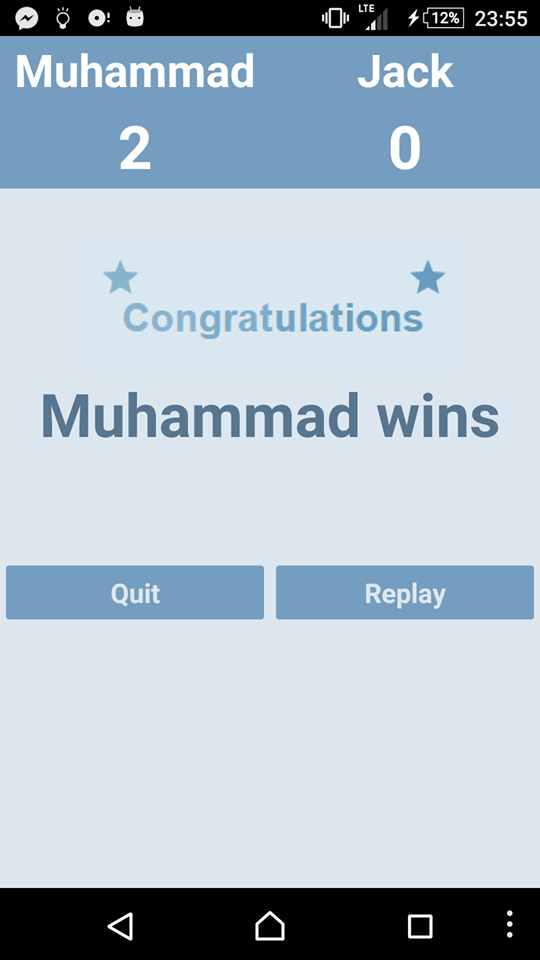 LTE 12% 23:55
Muhammad Jack
2 0
Congratulations
Muhammad wins
Quit Replay